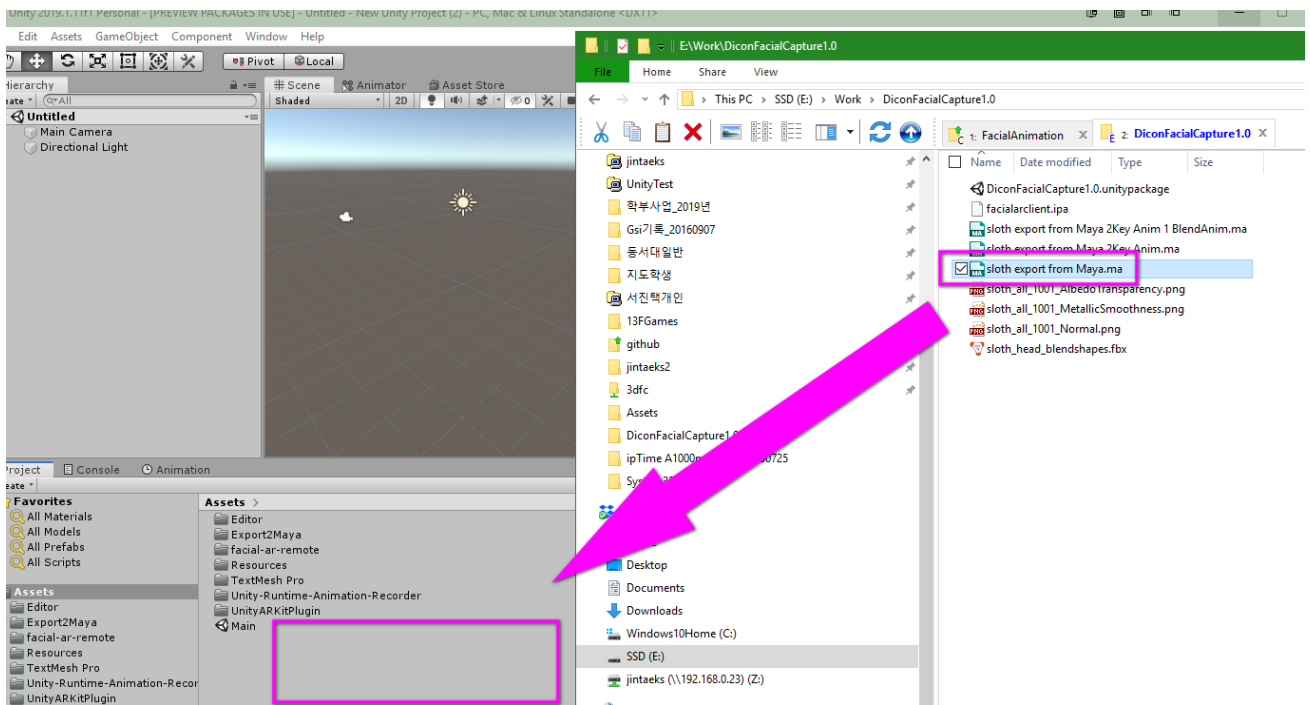 Unity 2019.1.11f1 Personal - [PREVIEW PACKAGES IN USE] - Untitled - New Unity Project (2) - PC, Mac & Linux Standalone <DX11>
Edit Assets GameObject Component Window Help
Pivot Local
Hierarchy
All
Untitled
Main Camera
Directional Light
Scene Animator Asset Store
Shaded 2D 0
Project Console Animation
Favorites
All Materials
All Models
All Prefabs
All Scripts
Assets
Editor
Export2Maya
facial-ar-remote
Resources
TextMesh Pro
Unity-Runtime-Animation-Recor
UnityARKitPlugin
Assets >
Editor
Export2Maya
facial-ar-remote
Resources
TextMesh Pro
Unity-Runtime-Animation-Recorder
UnityARKitPlugin
Main
E:\Work\DiconFacialCapture1.0
File Home Share View
This PC > SSD (E:) > Work > DiconFacialCapture1.0
1: FacialAnimation X 2: DiconFacialCapture1.0 X
jintaeks
UnityTest
학부사업_2019년
Gsi기록_20160907
동서대일반
지도학생
서진택개인
13FGames
github
jintaeks2
3dfc
Assets
DiconFacialCapture1.0
Desktop
Documents
Downloads
Windows10Home (C:)
SSD (E:)
jintaeks (\\192.168.0.23) (Z:)
Name Date modified Type Size
DiconFacialCapture1.0.unitypackage
facialarclient.ipa
sloth export from Maya 2Key Anim 1 BlendAnim.ma
sloth export from Maya 2Key Anim.ma
sloth export from Maya.ma
sloth_all_1001_AlbedoTransparency.png
sloth_all_1001_MetallicSmoothness.png
sloth_all_1001_Normal.png
sloth_head_blendshapes.fbx